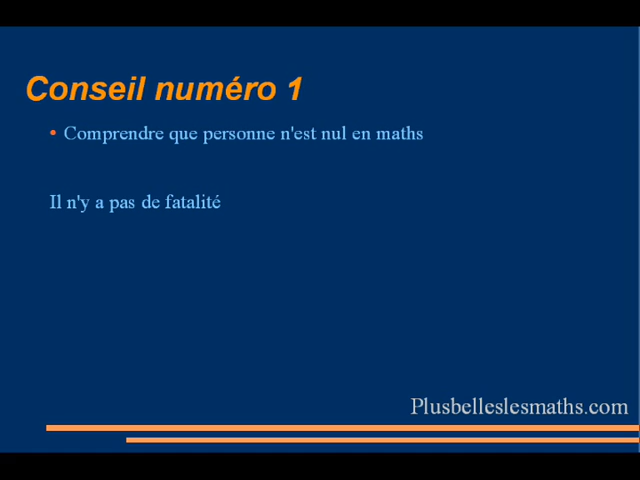 Conseil numéro 1
• Comprendre que personne n'est nul en maths
Il n'y a pas de fatalité
Plusbelleslesmaths.com